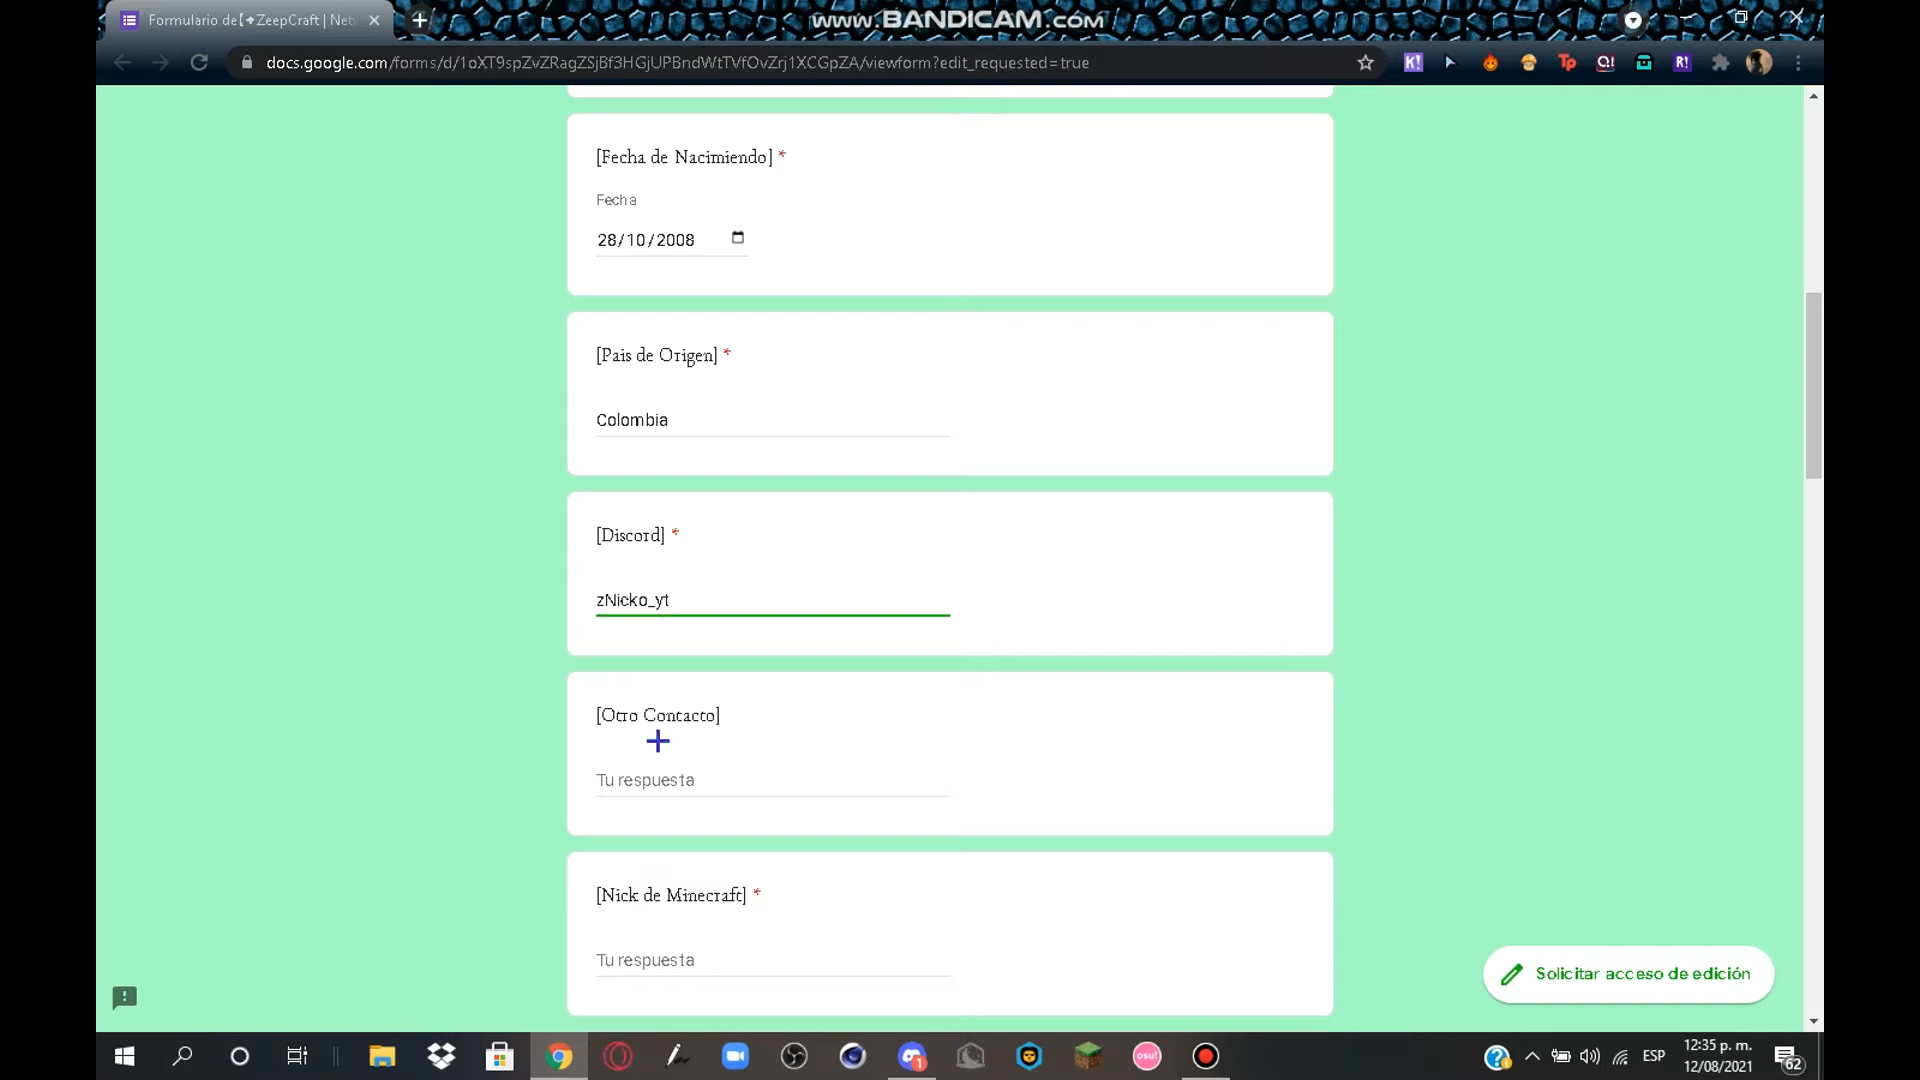 Formulario de【✦ZeepCraft | Net
www.BANDICAM.com
docs.google.com/forms/d/1oXT9spZvZRagZSjBf3HGjUPBndWtTVfOvZrj1XCGpZA/viewform?edit_requested=true
[Fecha de Nacimiendo] *
Fecha
28/10/2008
[Pais de Origen] *
Colombia
[Discord] *
zNicko_yt
[Otro Contacto]
Tu respuesta
[Nick de Minecraft] *
Tu respuesta
Solicitar acceso de edición
osu!
1
ESP
12:35 p. m.
12/08/2021
62